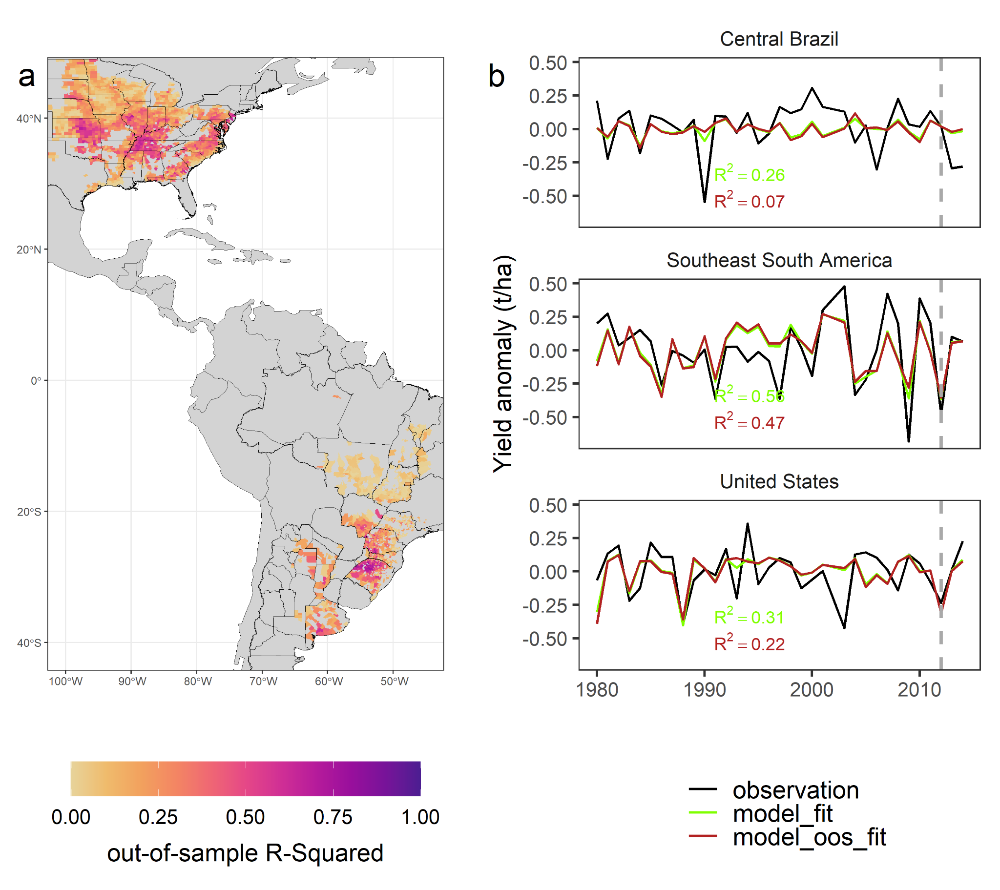 a
40°N
20°N
0°
20°S
40°S
100°W 90°W 80°W 70°W 60°W 50°W
0.00 0.25 0.50 0.75 1.00
out-of-sample R-Squared
b
Yield anomaly (t/ha)
Central Brazil
0.50
0.25
0.00
-0.25
-0.50
R² = 0.26
R² = 0.07
Southeast South America
0.50
0.25
0.00
-0.25
-0.50
R² = 0.56
R² = 0.47
United States
0.50
0.25
0.00
-0.25
-0.50
R² = 0.31
R² = 0.22
1980 1990 2000 2010
observation
model_fit
model_oos_fit